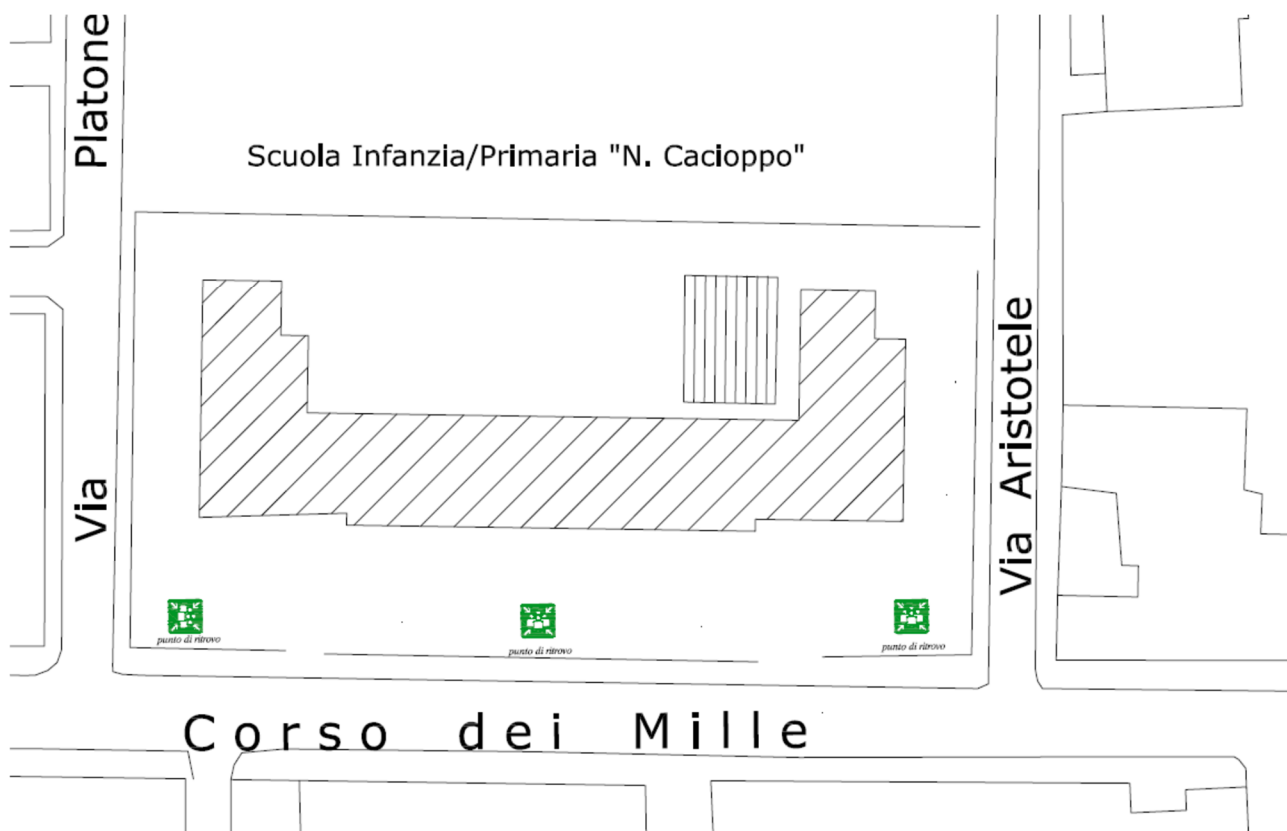 Via Platone
Scuola Infanzia/Primaria "N. Cacioppo"
Via Aristotele
punto di ritrovo
punto di ritrovo
punto di ritrovo
Corso dei Mille